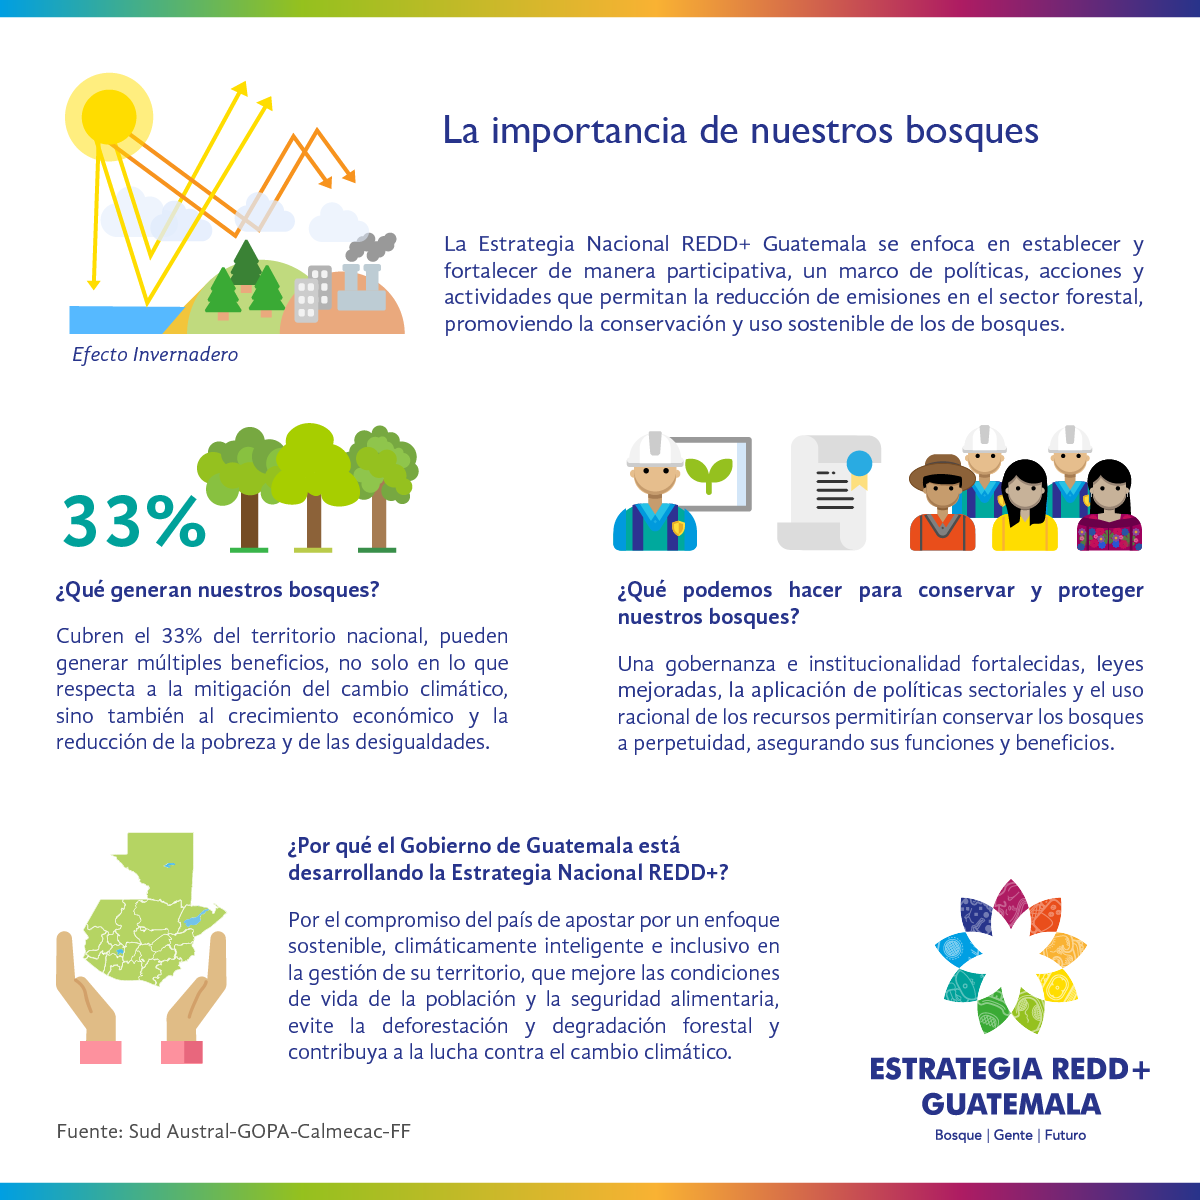 La importancia de nuestros bosques
La Estrategia Nacional REDD+ Guatemala se enfoca en establecer y
fortalecer de manera participativa, un marco de políticas, acciones y
actividades que permitan la reducción de emisiones en el sector forestal,
promoviendo la conservación y uso sostenible de los de bosques.
Efecto Invernadero
33%
¿Qué generan nuestros bosques?
Cubren el 33% del territorio nacional, pueden
generar múltiples beneficios, no solo en lo que
respecta a la mitigación del cambio climático,
sino también al crecimiento económico y la
reducción de la pobreza y de las desigualdades.
¿Qué podemos hacer para conservar y proteger
nuestros bosques?
Una gobernanza e institucionalidad fortalecidas, leyes
mejoradas, la aplicación de políticas sectoriales y el uso
racional de los recursos permitirían conservar los bosques
a perpetuidad, asegurando sus funciones y beneficios.
¿Por qué el Gobierno de Guatemala está
desarrollando la Estrategia Nacional REDD+?
Por el compromiso del país de apostar por un enfoque
sostenible, climáticamente inteligente e inclusivo en
la gestión de su territorio, que mejore las condiciones
de vida de la población y la seguridad alimentaria,
evite la deforestación y degradación forestal y
contribuya a la lucha contra el cambio climático.
ESTRATEGIA REDD+
GUATEMALA
Bosque | Gente | Futuro
Fuente: Sud Austral-GOPA-Calmecac-FF